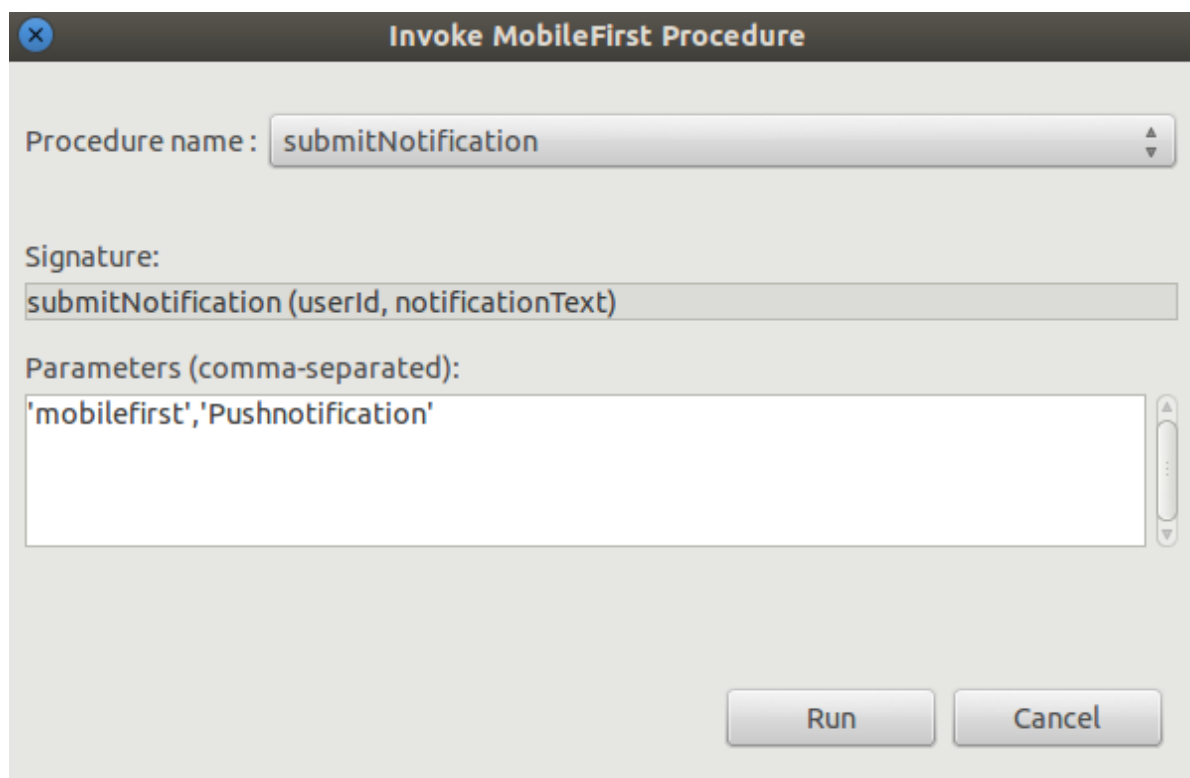 Invoke MobileFirst Procedure
Procedure name : submitNotification
Signature:
submitNotification (userId, notificationText)
Parameters (comma-separated):
'mobilefirst','Pushnotification'
Run Cancel